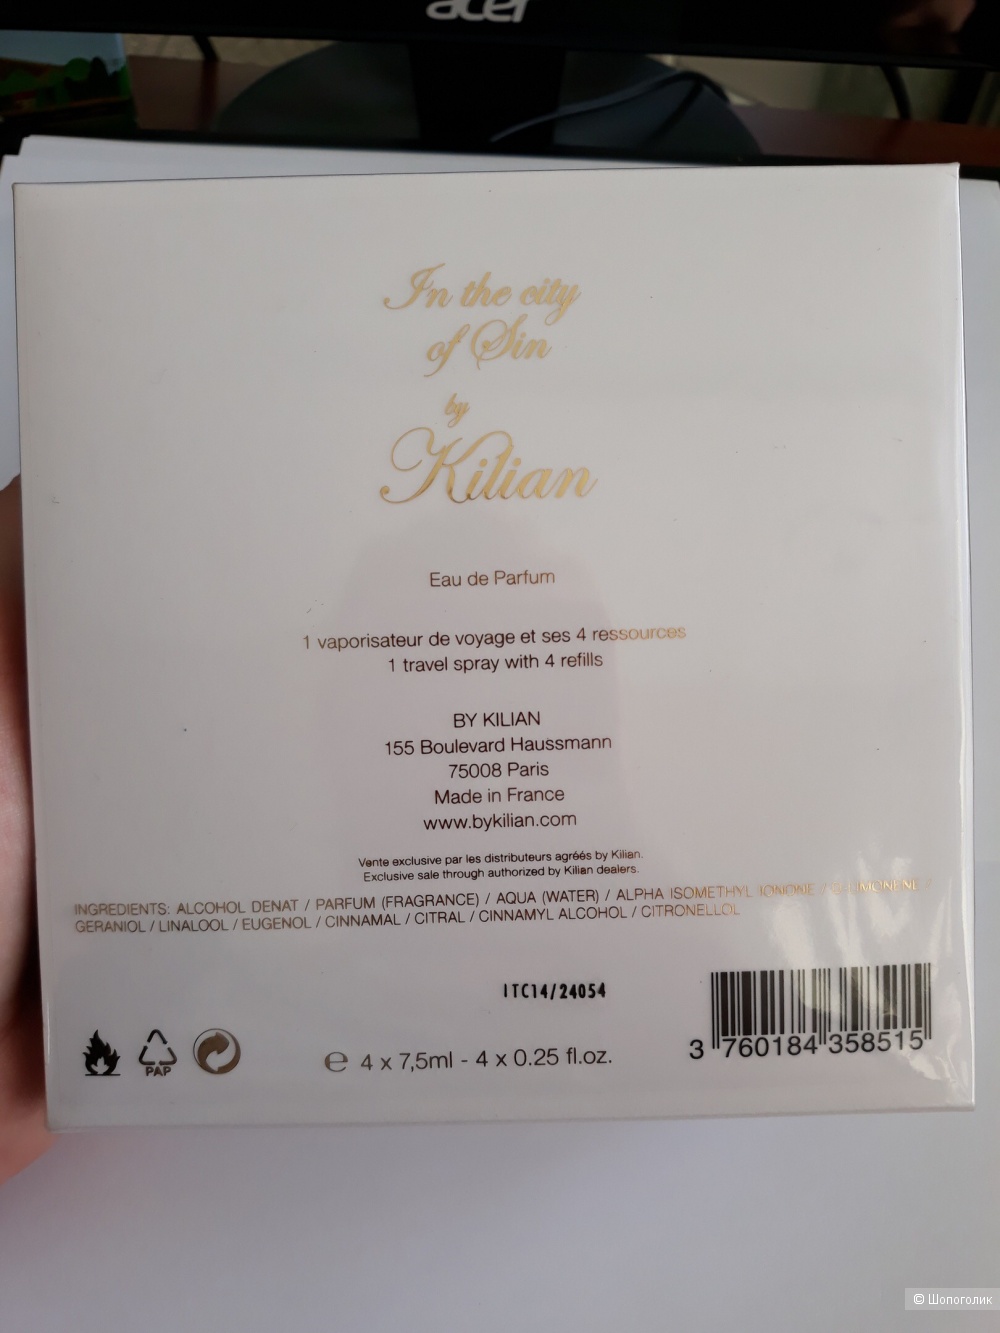 acer
In the city
of Sin
by
Kilian
Eau de Parfum
1 vaporisateur de voyage et ses 4 ressources
1 travel spray with 4 refills
BY KILIAN
155 Boulevard Haussmann
75008 Paris
Made in France
www.bykilian.com
Vente exclusive par les distributeurs agréés by Kilian.
Exclusive sale through authorized by Kilian dealers.
INGREDIENTS: ALCOHOL DENAT / PARFUM (FRAGRANCE) / AQUA (WATER) / ALPHA ISOMETHYL IONONE / D-LIMONENE /
GERANIOL / LINALOOL / EUGENOL / CINNAMAL / CITRAL / CINNAMYL ALCOHOL / CITRONELLOL
ITC14/24054
PAP
e 4 x 7,5ml - 4 x 0.25 fl.oz.
3 760184 358515
© Шопоголик